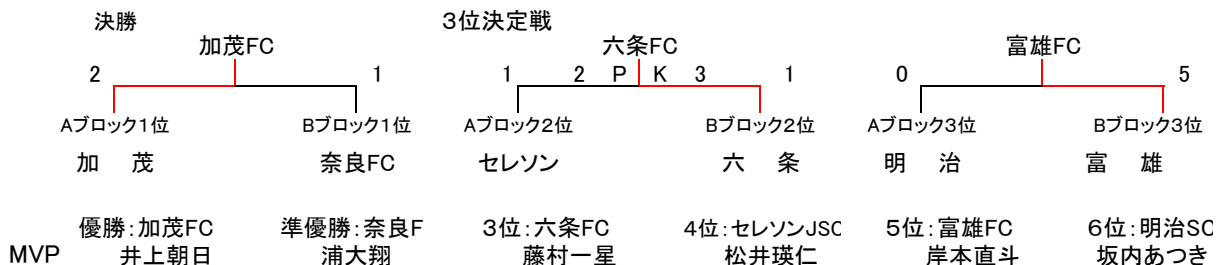 決勝 3位決定戦
加茂FC 六条FC 富雄FC
2 1 1 2 P K 3 1 0 5
Aブロック1位 Bブロック1位 Aブロック2位 Bブロック2位 Aブロック3位 Bブロック3位
加 茂 奈良FC セレソン 六 条 明 治 富 雄
優勝:加茂FC 準優勝:奈良F 3位:六条FC 4位:セレソンJSC 5位:富雄FC 6位:明治SC
MVP 井上朝日 浦大翔 藤村一星 松井瑛仁 岸本直斗 坂内あつき